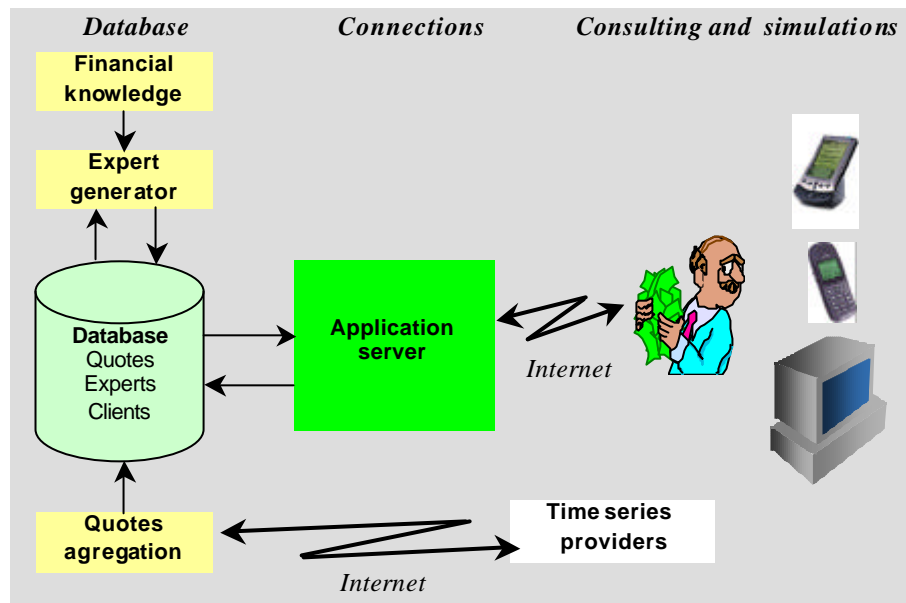 Database
Connections
Consulting and simulations
Financial
knowledge
Expert
generator
Database
Quotes
Experts
Clients
Application
server
Internet
Quotes
agregation
Time series
providers
Internet